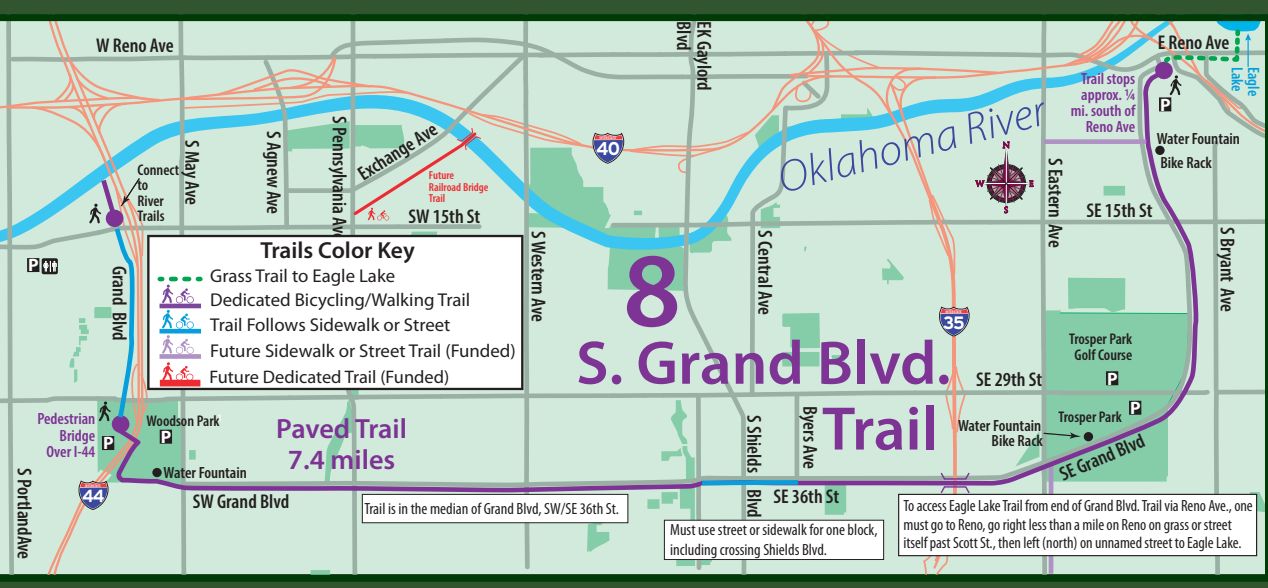 W Reno Ave
EK Gaylord
Blvd
E Reno Ave
Eagle
Lake
Trail stops
approx. ¼
mi. south of
Reno Ave
P
Water Fountain
Bike Rack
S May Ave
S Agnew Ave
S Pennsylvania Ave
Exchange Ave
INTERSTATE
40
Oklahoma River
N
W
E
S
S Eastern Ave
Connect
to
River
Trails
Future
Railroad Bridge
Trail
SW 15th St
SE 15th St
P
Grand Blvd
S Western Ave
S Central Ave
S Bryant Ave
Trails Color Key
Grass Trail to Eagle Lake
Dedicated Bicycling/Walking Trail
Trail Follows Sidewalk or Street
Future Sidewalk or Street Trail (Funded)
Future Dedicated Trail (Funded)
8
S. Grand Blvd.
Trail
35
Trosper Park
Golf Course
P
SE 29th St
Pedestrian
Bridge
Over I-44
P
Woodson Park
P
Water Fountain
Paved Trail
7.4 miles
S Shields Blvd
Byers Ave
Water Fountain
Bike Rack
Trosper Park
P
SE Grand Blvd
S Portland Ave
44
SW Grand Blvd
SE 36th St
Trail is in the median of Grand Blvd, SW/SE 36th St.
Must use street or sidewalk for one block,
including crossing Shields Blvd.
To access Eagle Lake Trail from end of Grand Blvd. Trail via Reno Ave., one
must go to Reno, go right less than a mile on Reno on grass or street
itself past Scott St., then left (north) on unnamed street to Eagle Lake.